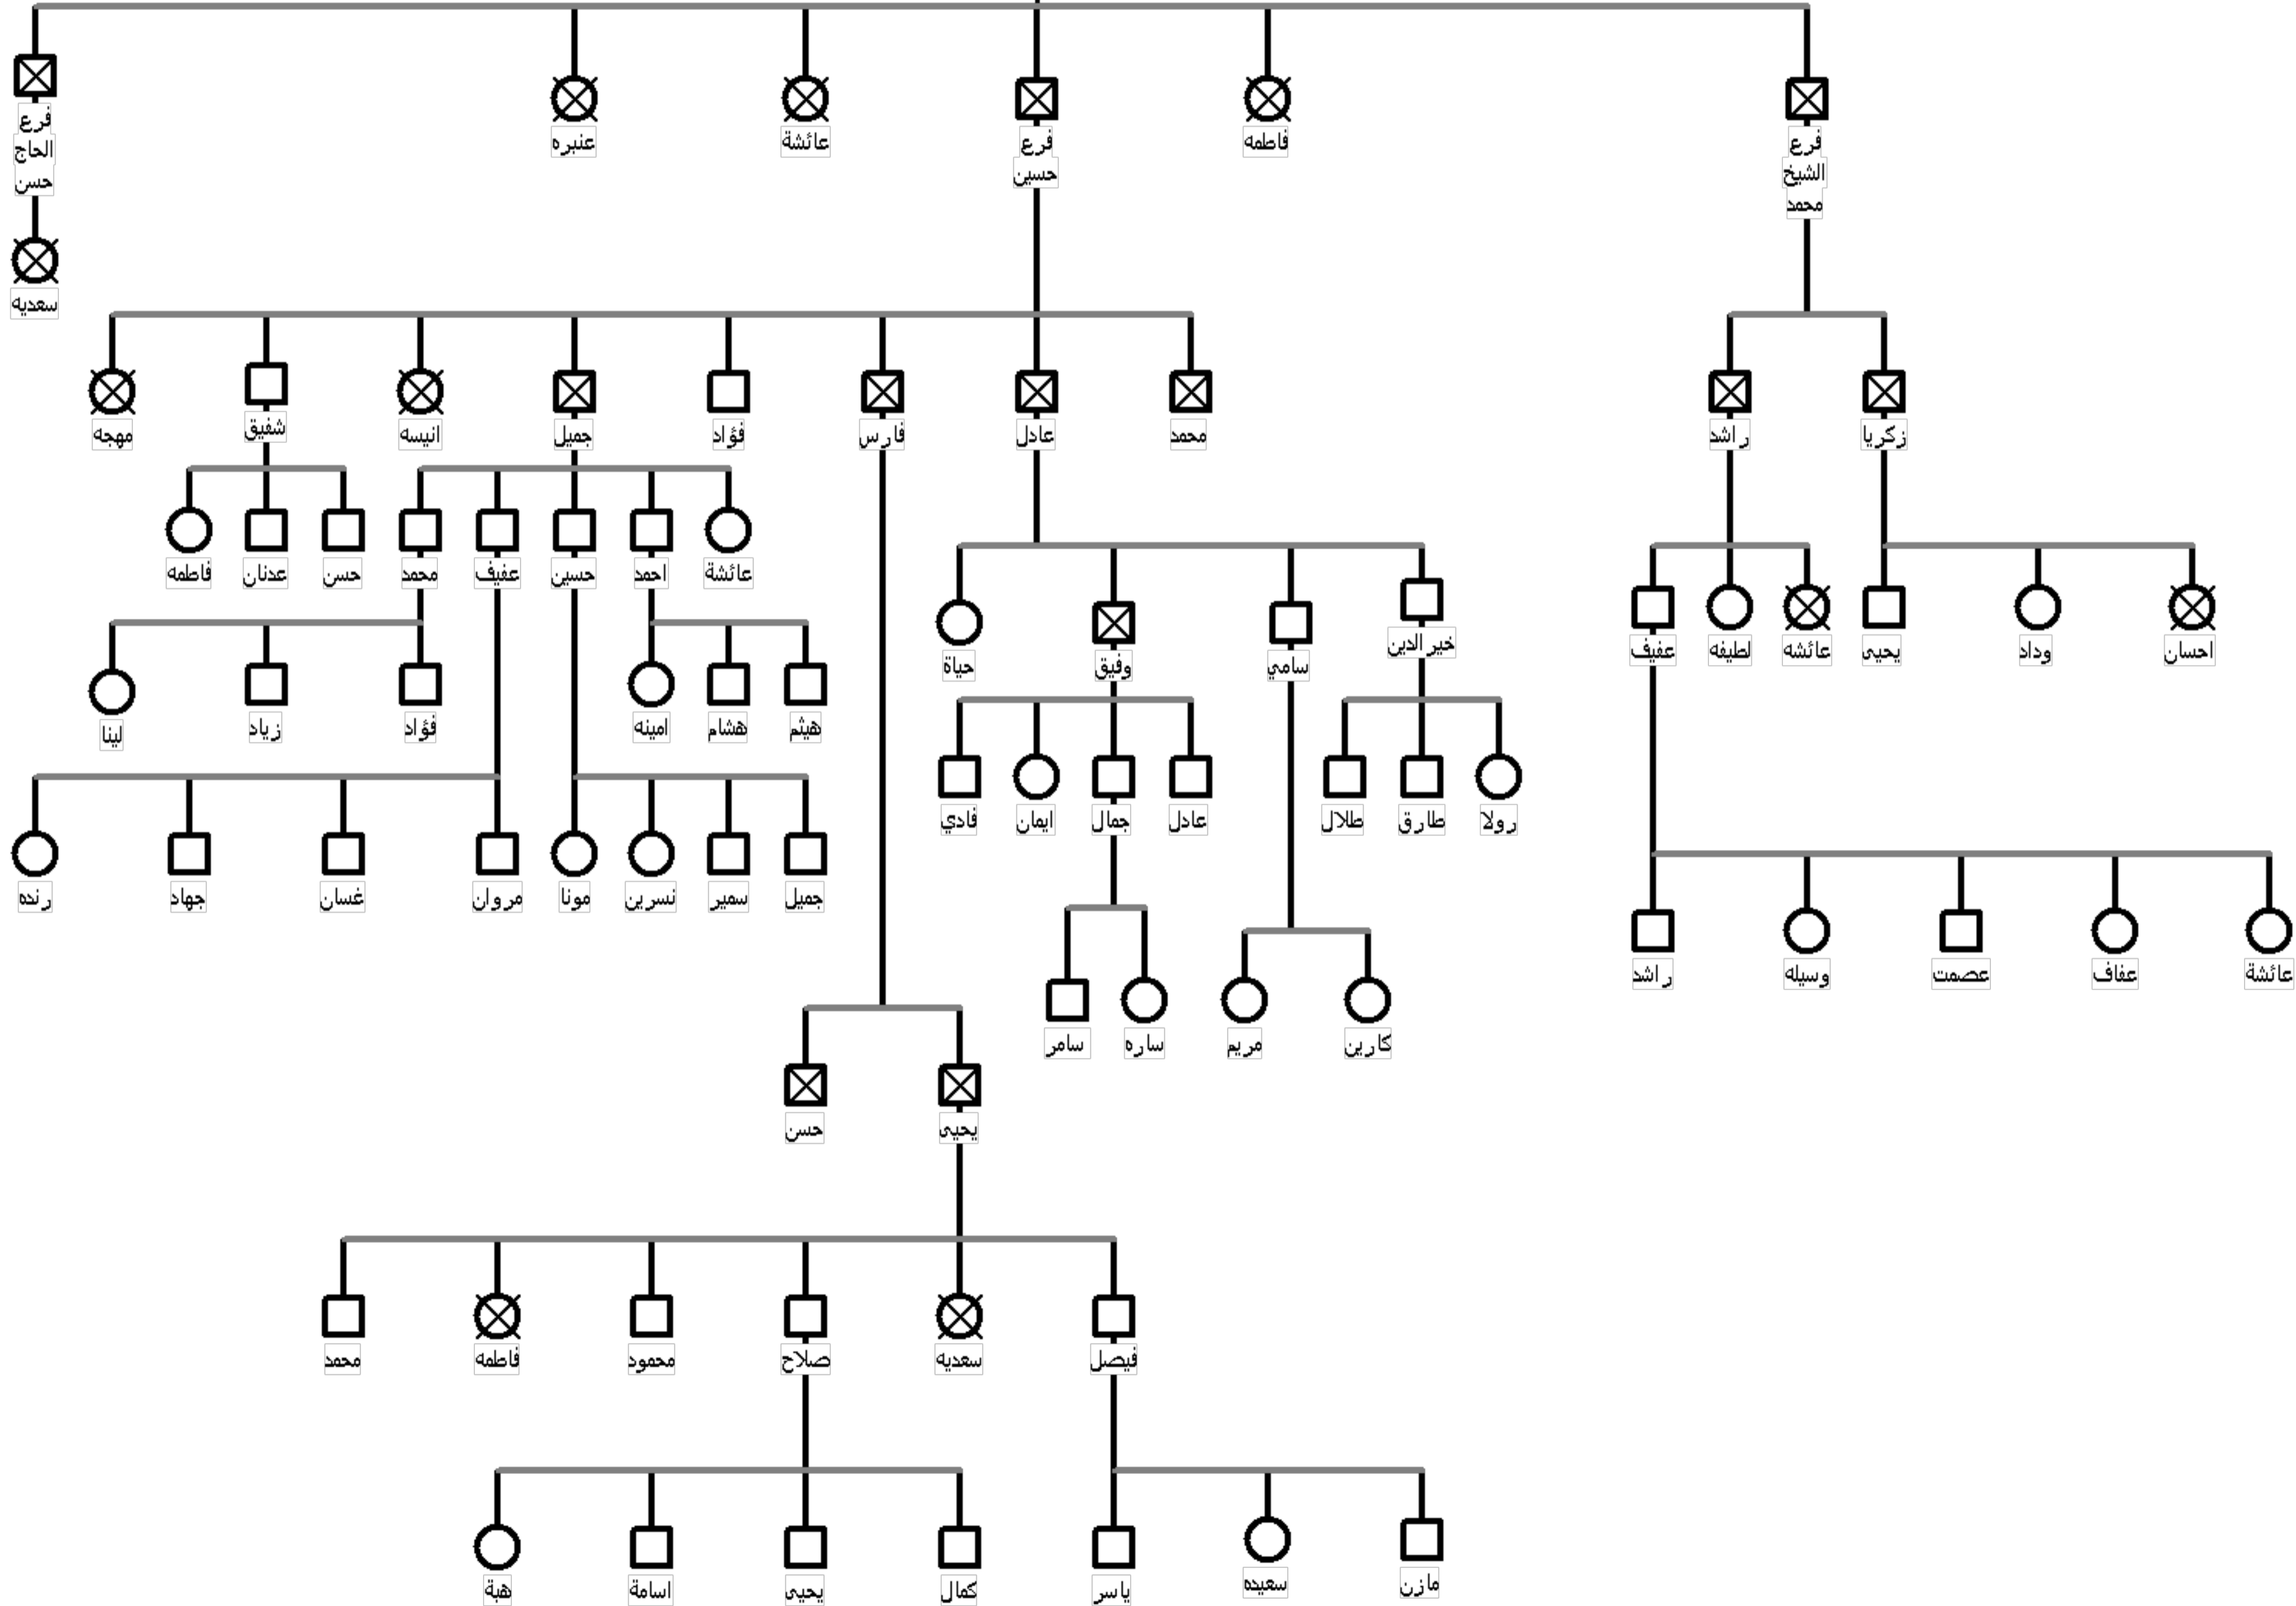 فرع
الحاج
حسن
عنبره
عائشة
فرع
حسين
فاطمه
فرع
الشيخ
محمد
سعديه
مهجه
شفيق
انيسه
جميل
فؤاد
فارس
عادل
محمد
راشد
زكريا
فاطمه
عدنان
حسن
محمد
عفيف
حسين
احمد
عائشة
حياة
وفيق
سامي
خير الدين
عفيف
لطيفه
عائشه
يحيى
وداد
احسان
لينا
زياد
فؤاد
امينه
هشام
هيثم
فادي
ايمان
جمال
عادل
طلال
طارق
رولا
رنده
جهاد
غسان
مروان
مونا
نسرين
سمير
جميل
راشد
وسيله
عصمت
عفاف
عائشة
سامر
ساره
مريم
كارين
حسن
يحيى
محمد
فاطمه
محمود
صلاح
سعديه
فيصل
هبة
اسامة
يحيى
كمال
ياسر
سعيده
مازن